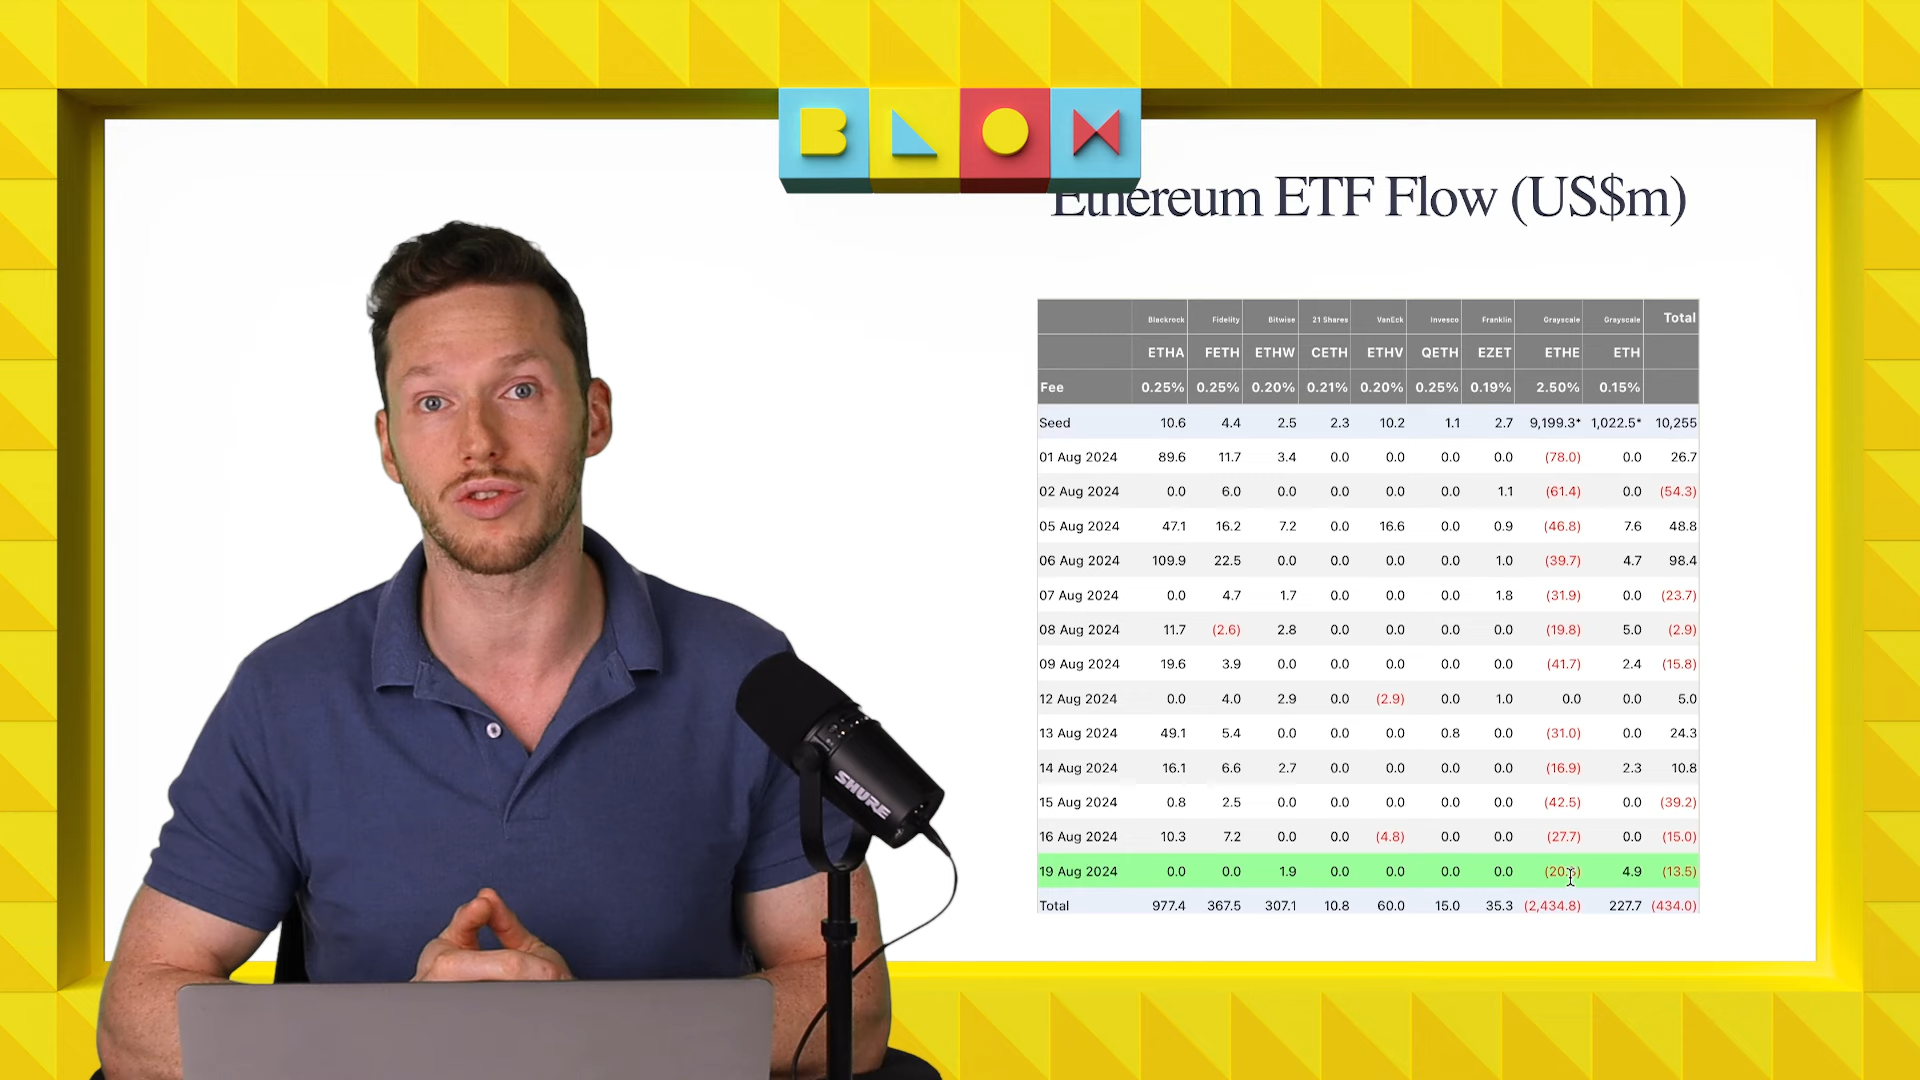 BLOX
Ethereum ETF Flow (US$m)
Blackrock Fidelity Bitwise 21 Shares VanEck Invesco Franklin Grayscale Grayscale Total
ETHA FETH ETHW CETH ETHV QETH EZET ETHE ETH
Fee 0.25% 0.25% 0.20% 0.21% 0.20% 0.25% 0.19% 2.50% 0.15%
Seed 10.6 4.4 2.5 2.3 10.2 1.1 2.7 9,199.3* 1,022.5* 10,255
01 Aug 2024 89.6 11.7 3.4 0.0 0.0 0.0 0.0 (78.0) 0.0 26.7
02 Aug 2024 0.0 6.0 0.0 0.0 0.0 0.0 1.1 (61.4) 0.0 (54.3)
05 Aug 2024 47.1 16.2 7.2 0.0 16.6 0.0 0.9 (46.8) 7.6 48.8
06 Aug 2024 109.9 22.5 0.0 0.0 0.0 0.0 1.0 (39.7) 4.7 98.4
07 Aug 2024 0.0 4.7 1.7 0.0 0.0 0.0 1.8 (31.9) 0.0 (23.7)
08 Aug 2024 11.7 (2.6) 2.8 0.0 0.0 0.0 0.0 (19.8) 5.0 (2.9)
09 Aug 2024 19.6 3.9 0.0 0.0 0.0 0.0 0.0 (41.7) 2.4 (15.8)
12 Aug 2024 0.0 4.0 2.9 0.0 (2.9) 0.0 1.0 0.0 0.0 5.0
13 Aug 2024 49.1 5.4 0.0 0.0 0.0 0.8 0.0 (31.0) 0.0 24.3
14 Aug 2024 16.1 6.6 2.7 0.0 0.0 0.0 0.0 (16.9) 2.3 10.8
15 Aug 2024 0.8 2.5 0.0 0.0 0.0 0.0 0.0 (42.5) 0.0 (39.2)
16 Aug 2024 10.3 7.2 0.0 0.0 (4.8) 0.0 0.0 (27.7) 0.0 (15.0)
19 Aug 2024 0.0 0.0 1.9 0.0 0.0 0.0 0.0 4.9 (13.5)
Total 977.4 367.5 307.1 10.8 60.0 15.0 35.3 (2,434.8) 227.7 (434.0)
SHURE